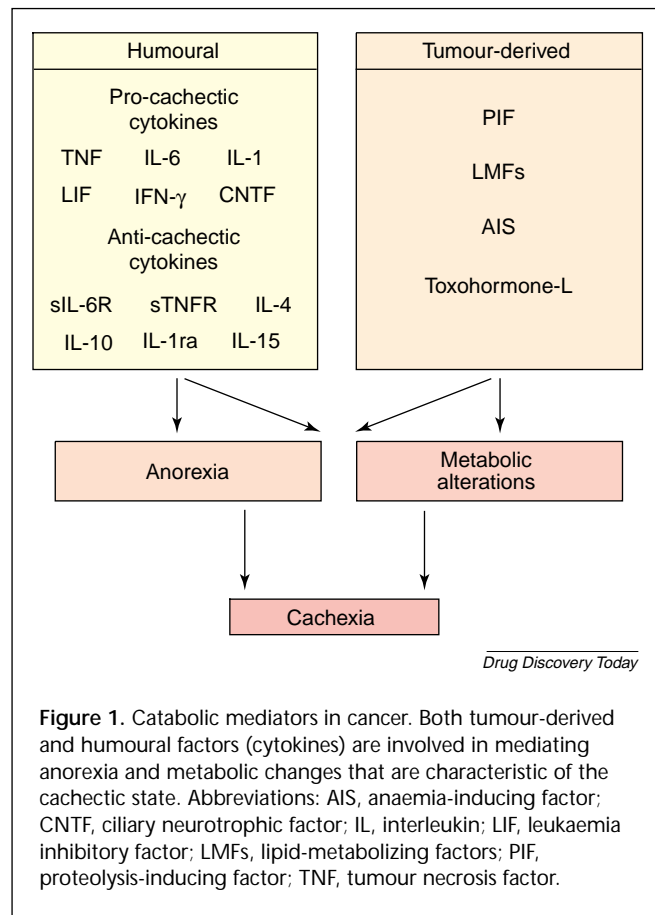 Humoural
Pro-cachectic
cytokines
TNF IL-6 IL-1
LIF IFN-γ CNTF
Anti-cachectic
cytokines
sIL-6R sTNFR IL-4
IL-10 IL-1ra IL-15
Tumour-derived
PIF
LMFs
AIS
Toxohormone-L
Anorexia
Metabolic
alterations
Cachexia
Drug Discovery Today
Figure 1. Catabolic mediators in cancer. Both tumour-derived
and humoural factors (cytokines) are involved in mediating
anorexia and metabolic changes that are characteristic of the
cachectic state. Abbreviations: AIS, anaemia-inducing factor;
CNTF, ciliary neurotrophic factor; IL, interleukin; LIF, leukaemia
inhibitory factor; LMFs, lipid-metabolizing factors; PIF,
proteolysis-inducing factor; TNF, tumour necrosis factor.